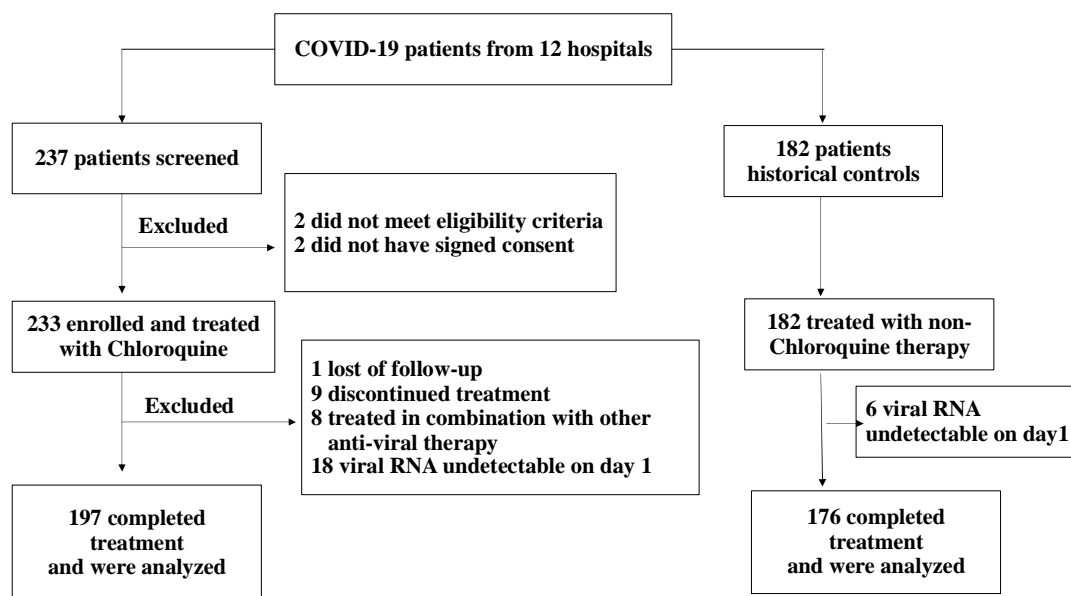 COVID-19 patients from 12 hospitals
237 patients screened
182 patients
historical controls
Excluded
2 did not meet eligibility criteria
2 did not have signed consent
233 enrolled and treated
with Chloroquine
182 treated with non-
Chloroquine therapy
Excluded
1 lost of follow-up
9 discontinued treatment
8 treated in combination with other
anti-viral therapy
18 viral RNA undetectable on day 1
6 viral RNA
undetectable on day1
197 completed
treatment
and were analyzed
176 completed
treatment
and were analyzed